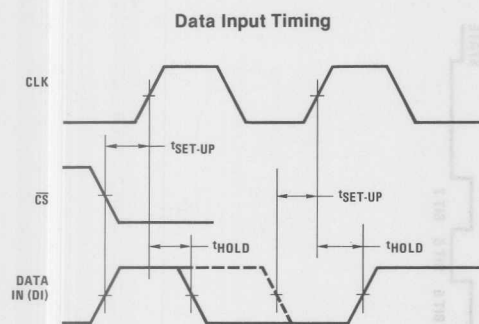 Data Input Timing
CLK
tSET-UP
CS
tSET-UP
tHOLD
tHOLD
DATA
IN (DI)